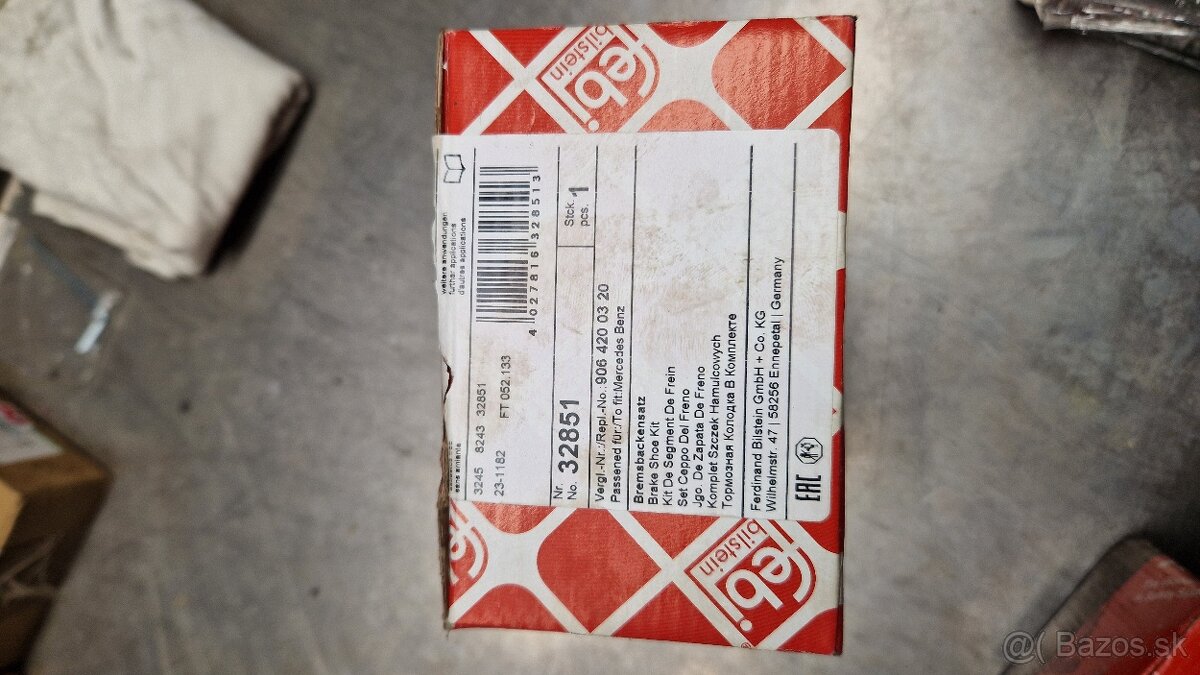 febi
bilstein
weitere anwendungen
further applications
d'autres applications
3245 8243 32851
23-1182 FT 052.133
4 027816 328513
Nr.
No. 32851
Stck.
pcs. 1
Vergl.-Nr.:/Repl.-No.: 906 420 03 20
Passend für:/To fit:Mercedes Benz
Bremsbackensatz
Brake Shoe Kit
Kit De Segment De Frein
Set Ceppo Del Freno
Jgo. De Zapata De Freno
Komplet Szczek Hamulcowych
Тормозная Колодка В Комплекте
Ferdinand Bilstein GmbH + Co. KG
Wilhelmstr. 47 | 58256 Ennepetal | Germany
EAC
febi
bilstein
febi
@( Bazos.sk